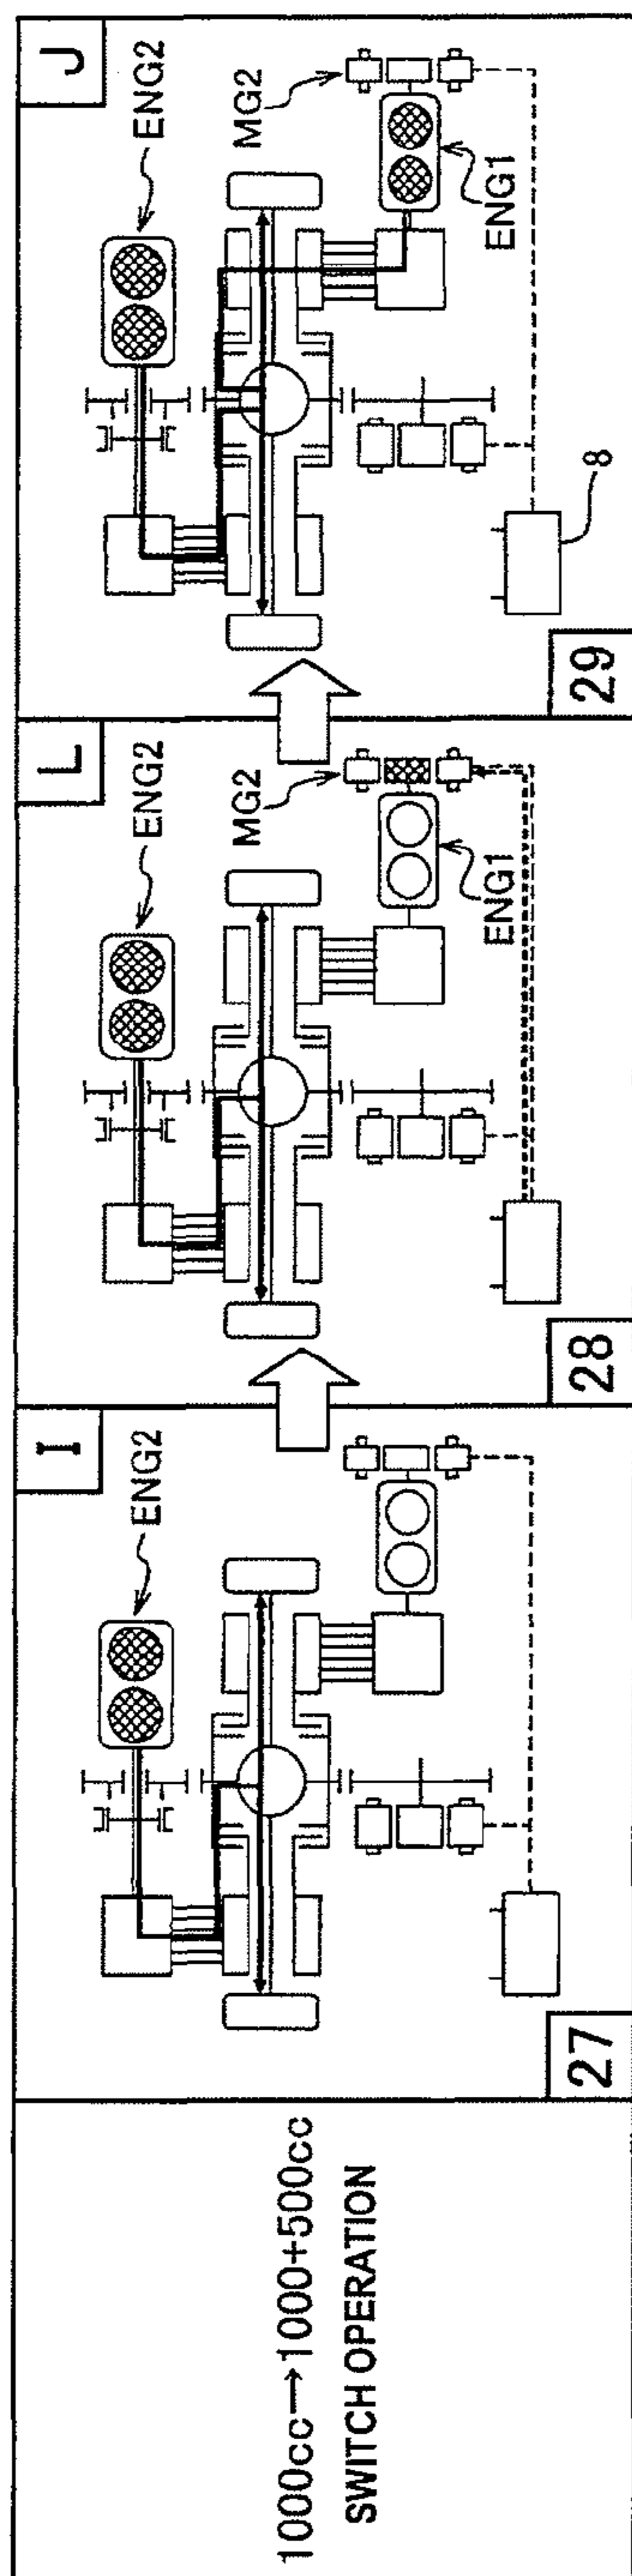 1000cc→1000+500cc
SWITCH OPERATION
I
ENG2
27
L
ENG2
MG2
ENG1
28
J
ENG2
MG2
ENG1
8
29